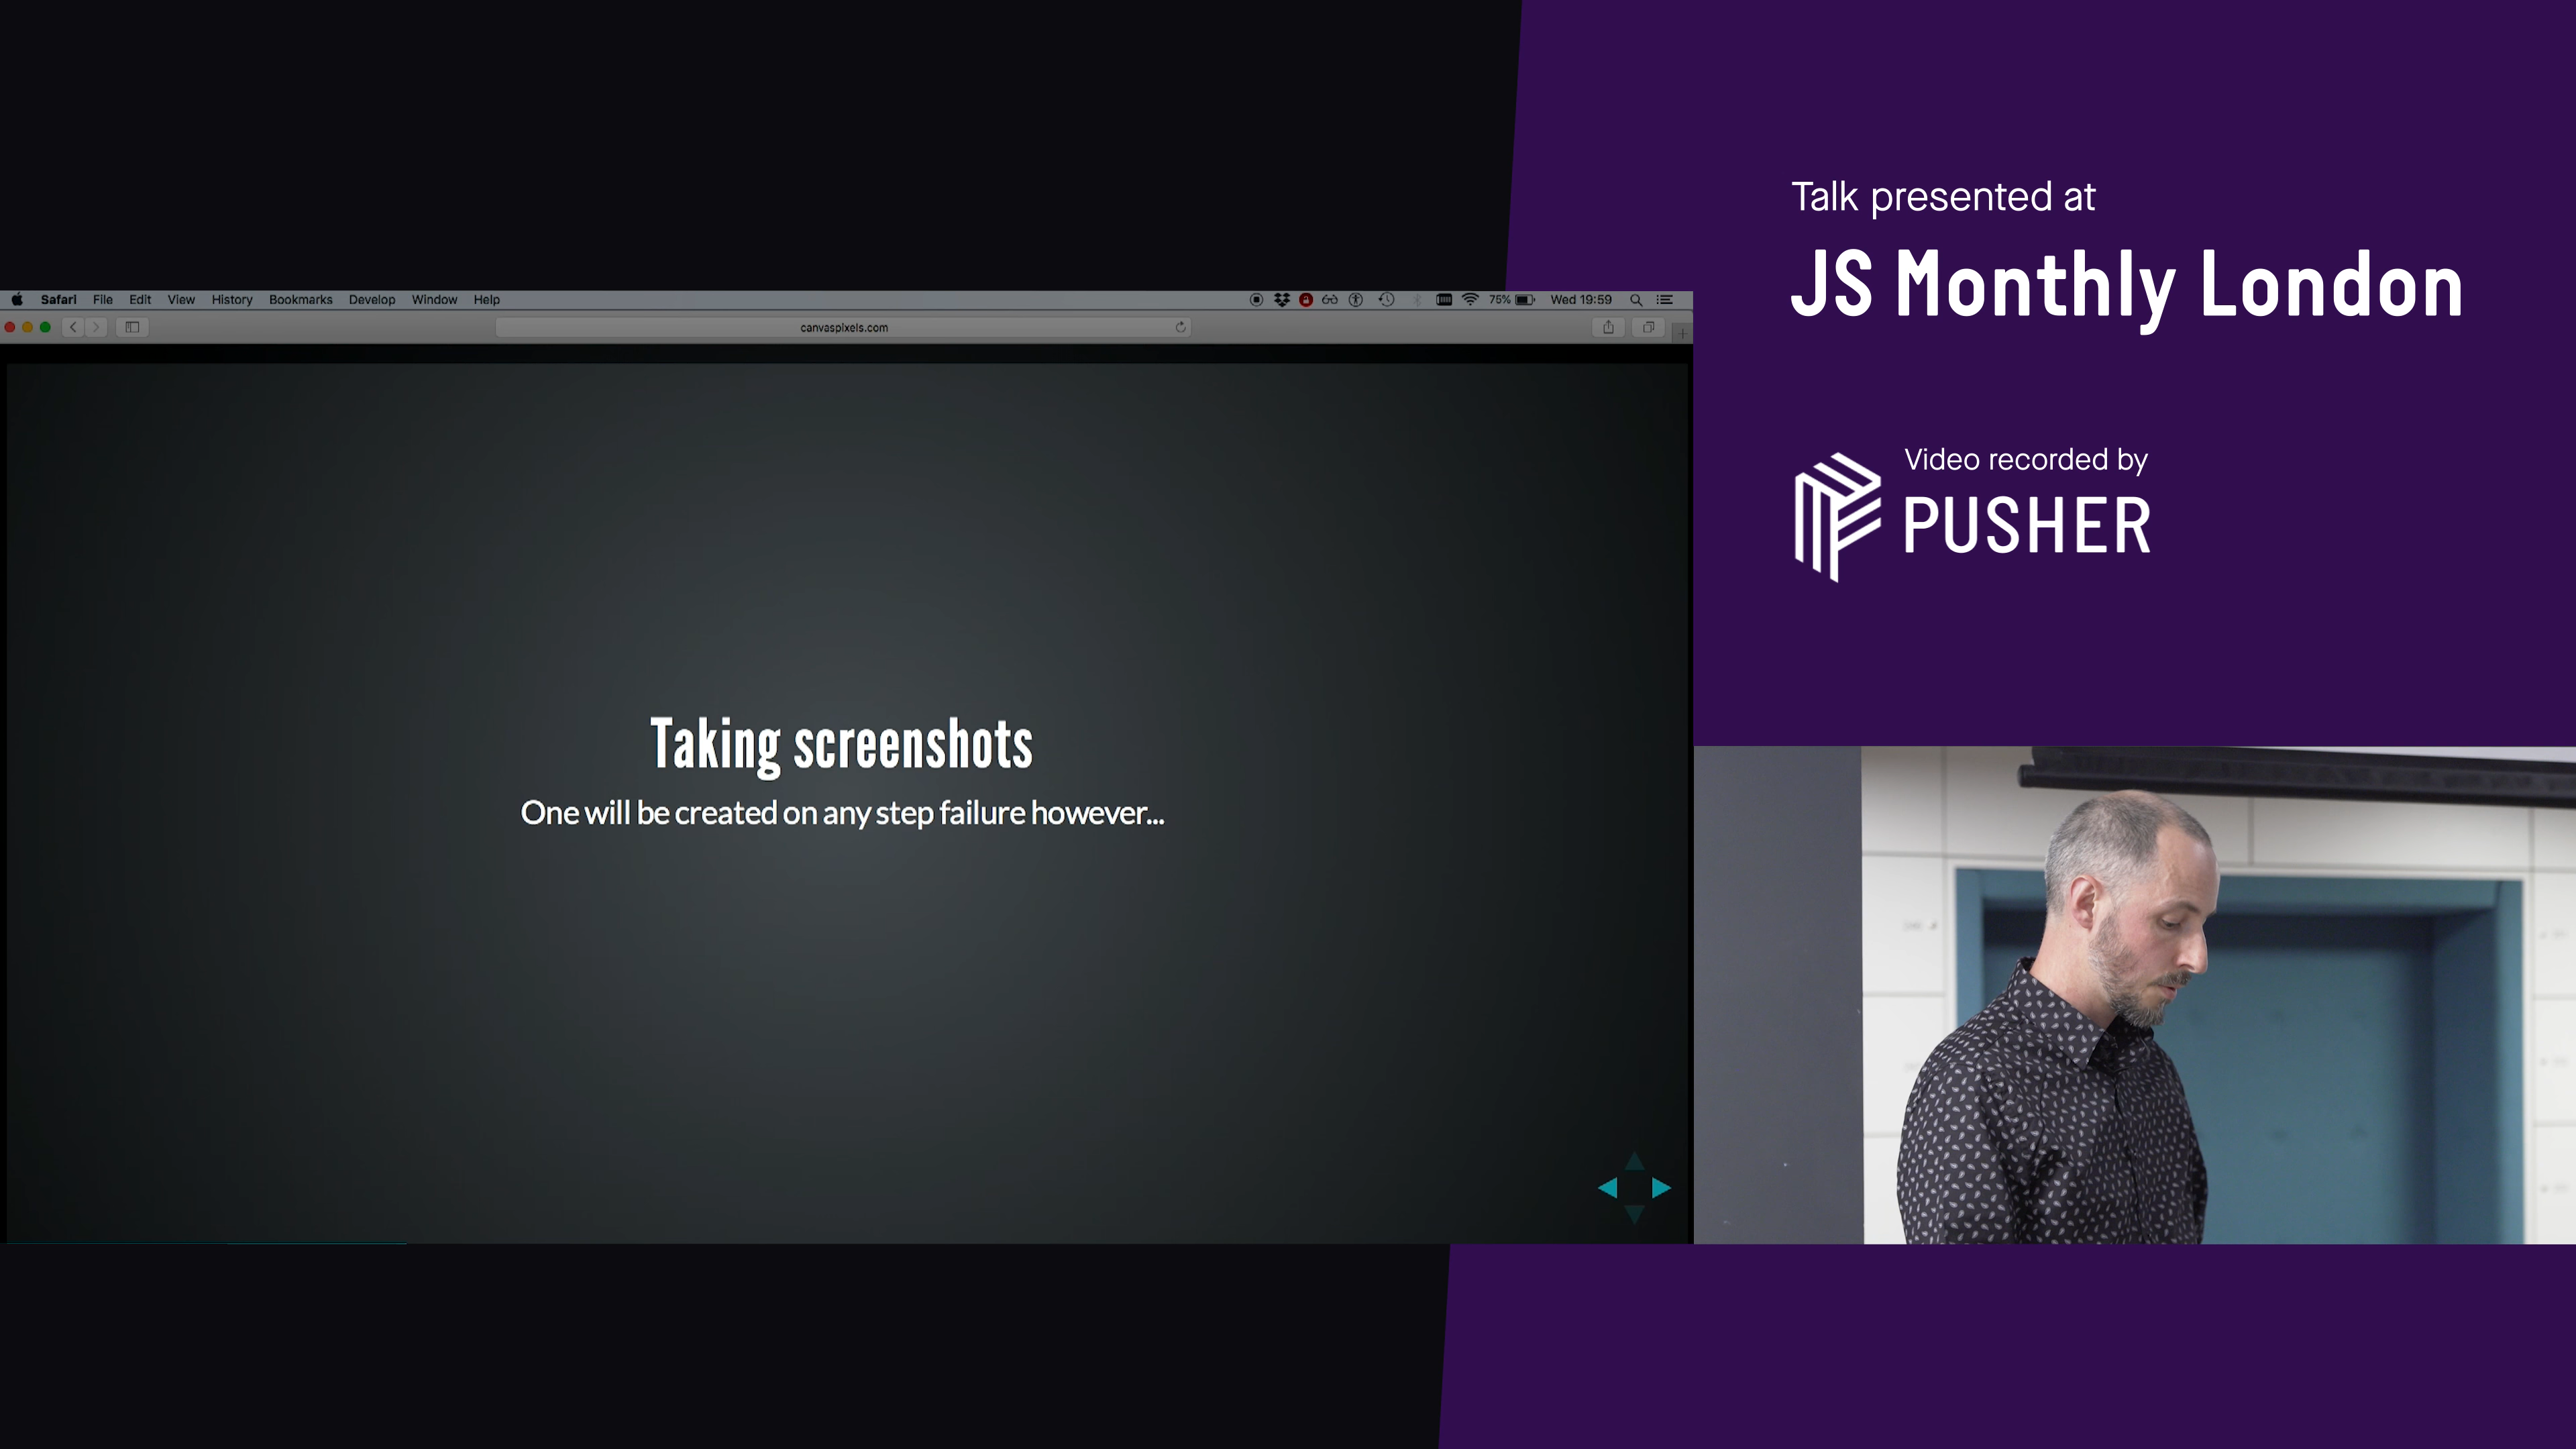 Safari File Edit View History Bookmarks Develop Window Help 75% Wed 19:59
canvaspixels.com
Taking screenshots
One will be created on any step failure however...
Talk presented at
JS Monthly London
Video recorded by
PUSHER